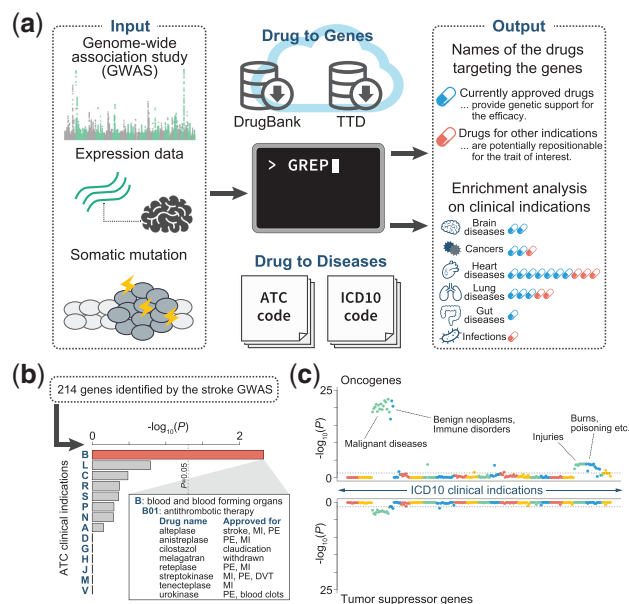 (a)
Input
Genome-wide
association study
(GWAS)
Expression data
Somatic mutation
Drug to Genes
DrugBank
TTD
> GREP
Drug to Diseases
ATC
code
ICD10
code
Output
Names of the drugs
targeting the genes
Currently approved drugs
... provide genetic support for
the efficacy.
Drugs for other indications
... are potentially repositionable
for the trait of interest.
Enrichment analysis
on clinical indications
Brain
diseases
Cancers
Heart
diseases
Lung
diseases
Gut
diseases
Infections
(b)
214 genes identified by the stroke GWAS
-log10(P)
0
2
ATC clinical indications
B
L
C
R
S
P
N
A
D
G
H
J
M
V
P=0.05
B: blood and blood forming organs
B01: antithrombotic therapy
Drug name Approved for
alteplase stroke, MI, PE
anistreplase PE, MI
cilostazol claudication
melagatran withdrawn
reteplase PE, MI
streptokinase MI, PE, DVT
tenecteplase MI
urokinase PE, blood clots
(c)
Oncogenes
25
-log10(P)
0
Malignant diseases
Benign neoplasms,
Immune disorders
Injuries
Burns,
poisoning etc.
ICD10 clinical indications
0
-log10(P)
25
Tumor suppressor genes